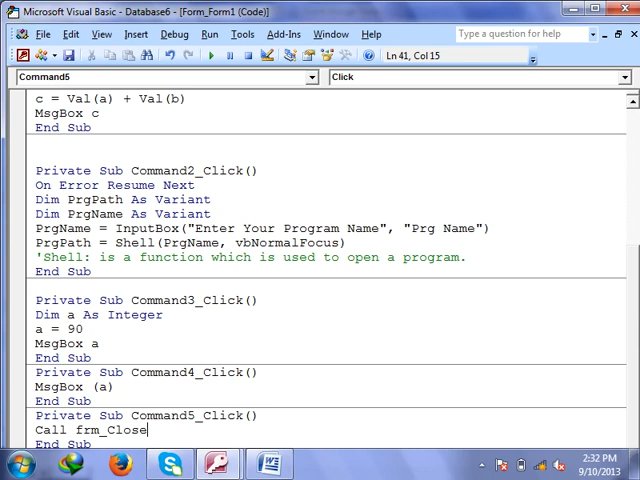 Microsoft Visual Basic - Database6 - [Form_Form1 (Code)]
File Edit View Insert Debug Run Tools Add-Ins Window Help
Type a question for help
Ln 41, Col 15
Command5
Click
c = Val(a) + Val(b)
MsgBox c
End Sub
Private Sub Command2_Click()
On Error Resume Next
Dim PrgPath As Variant
Dim PrgName As Variant
PrgName = InputBox("Enter Your Program Name", "Prg Name")
PrgPath = Shell(PrgName, vbNormalFocus)
'Shell: is a function which is used to open a program.
End Sub
Private Sub Command3_Click()
Dim a As Integer
a = 90
MsgBox a
End Sub
Private Sub Command4_Click()
MsgBox (a)
End Sub
Private Sub Command5_Click()
Call frm_Close
End Sub
2:32 PM
9/10/2013